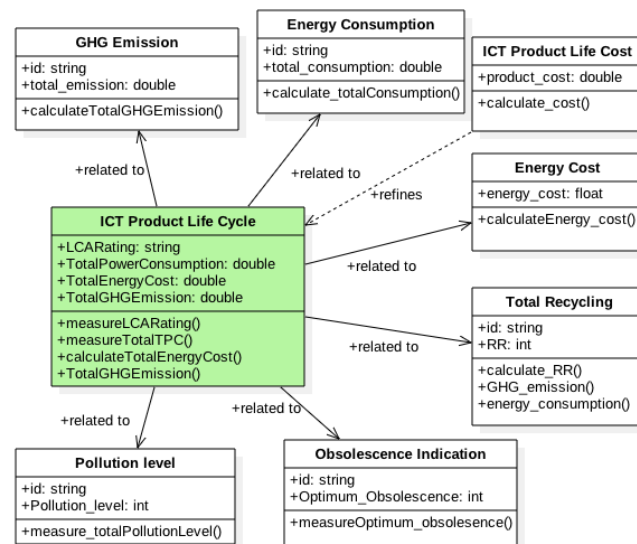 GHG Emission
+id: string
+total_emission: double
+calculateTotalGHGEmission()
Energy Consumption
+id: string
+total_consumption: double
+calculate_totalConsumption()
ICT Product Life Cost
+product_cost: double
+calculate_cost()
+related to
+related to
+refines
Energy Cost
+energy_cost: float
+calculateEnergy_cost()
ICT Product Life Cycle
+LCARating: string
+TotalPowerConsumption: double
+TotalEnergyCost: double
+TotalGHGEmission: double
+measureLCARating()
+measureTotalTPC()
+calculateTotalEnergyCost()
+TotalGHGEmission()
+related to
+related to
Total Recycling
+id: string
+RR: int
+calculate_RR()
+GHG_emission()
+energy_consumption()
+related to
+related to
Pollution level
+id: string
+Pollution_level: int
+measure_totalPollutionLevel()
Obsolescence Indication
+id: string
+Optimum_Obsolescence: int
+measureOptimum_obsolesence()